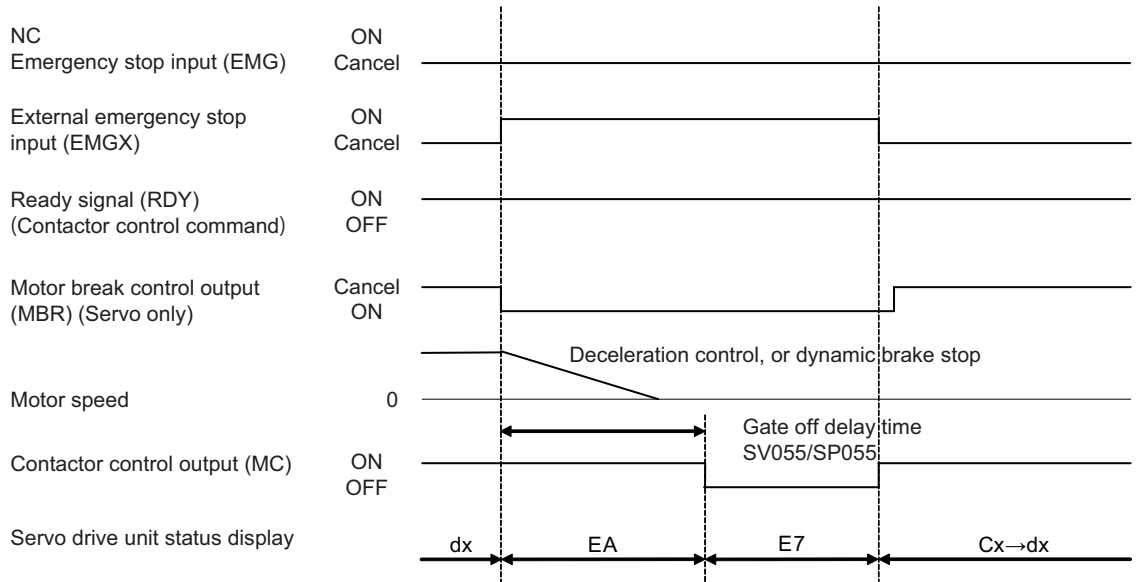 NC
Emergency stop input (EMG)
ON
Cancel
External emergency stop
input (EMGX)
ON
Cancel
Ready signal (RDY)
(Contactor control command)
ON
OFF
Motor break control output
(MBR) (Servo only)
Cancel
ON
Deceleration control, or dynamic brake stop
Motor speed
0
Gate off delay time
SV055/SP055
Contactor control output (MC)
ON
OFF
Servo drive unit status display
dx
EA
E7
Cx→dx